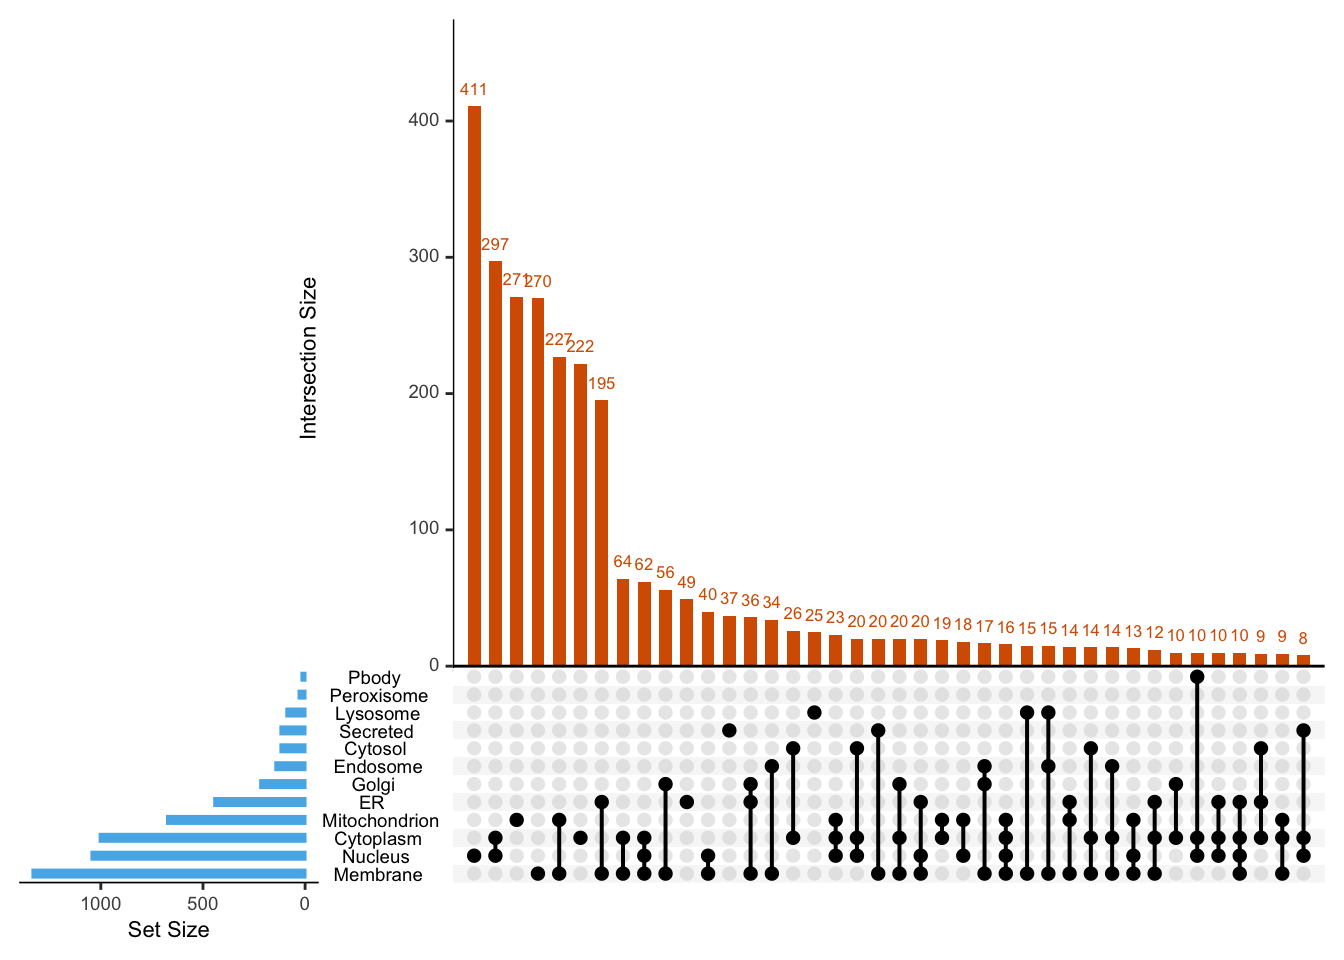 411
297
271
270
227
222
195
64 62 56 49 40 37 36 34 26 25 23 20 20 20 20 19 18 17 16 15 15 14 14 14 13 12 10 10 10 10 9 9 8
400
300
200
100
0
Intersection Size
Pbody
Peroxisome
Lysosome
Secreted
Cytosol
Endosome
Golgi
ER
Mitochondrion
Cytoplasm
Nucleus
Membrane
1000 500 0
Set Size